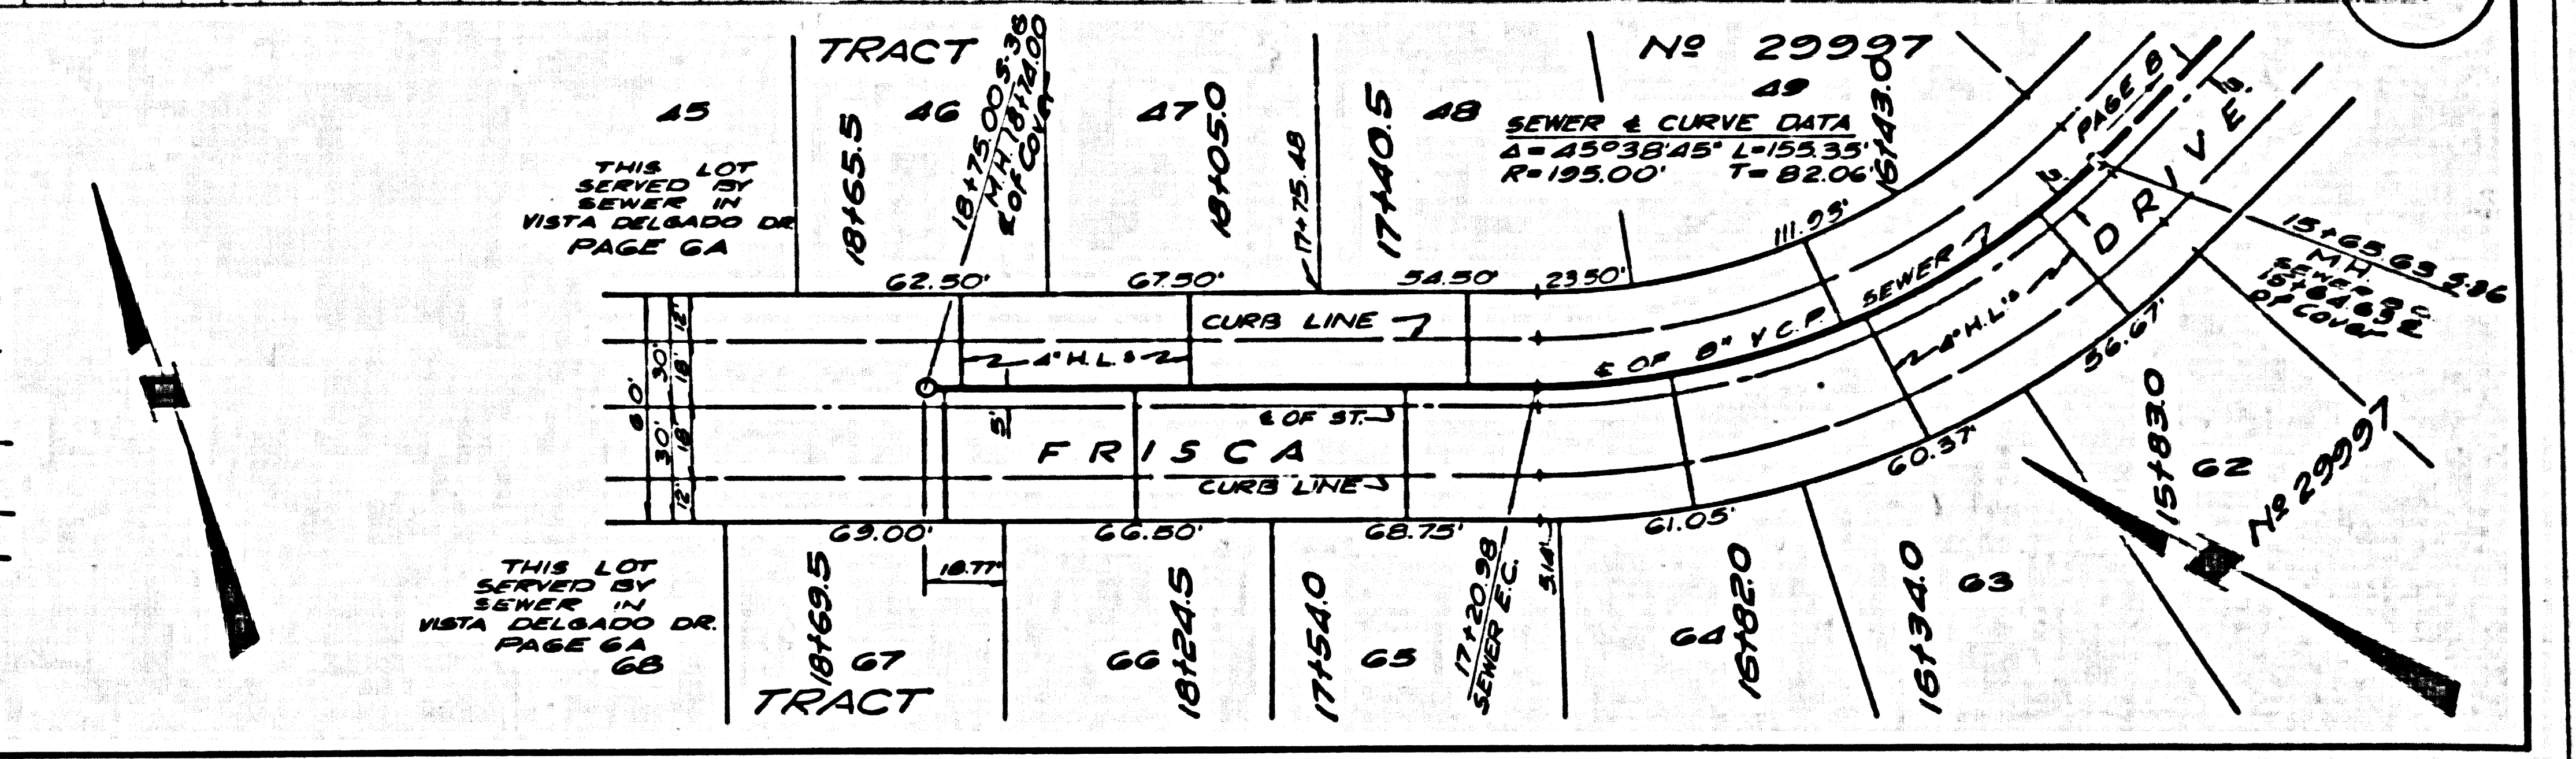 TRACT
Nº 29997
45
46
47
48
49
THIS LOT
SERVED BY
SEWER IN
VISTA DELGADO DR
PAGE 6A
18+65.5
18+75.00 5.38
M.H. 18+74.00
℄ OF COVER
18+05.0
17+75.48
17+40.5
SEWER ℄ CURVE DATA
Δ=45°38'45" L=155.35'
R=195.00' T=82.06'
16+43.0
PAGE 8
5'
5'
DRIVE
62.50'
67.50'
54.50'
23.50'
111.95'
15+65.63 5.86
M.H.
SEWER B.C.
15+64.63 ℄
OF COVER
12'
30'
18'
60'
30'
18'
12'
CURB LINE
4" H.L.'s
℄ OF 8" V.C.P. SEWER
4" H.L.'s
5'
℄ OF ST.
FRISCA
CURB LINE
69.00'
66.50'
68.75'
61.05'
60.37'
56.67'
18.77'
5.14'
THIS LOT
SERVED BY
SEWER IN
VISTA DELGADO DR.
PAGE 6A
68
18+69.5
67
66
18+24.5
17+54.0
65
17+20.98
SEWER E.C.
64
16+82.0
16+34.0
63
15+83.0
62
Nº 29997
TRACT